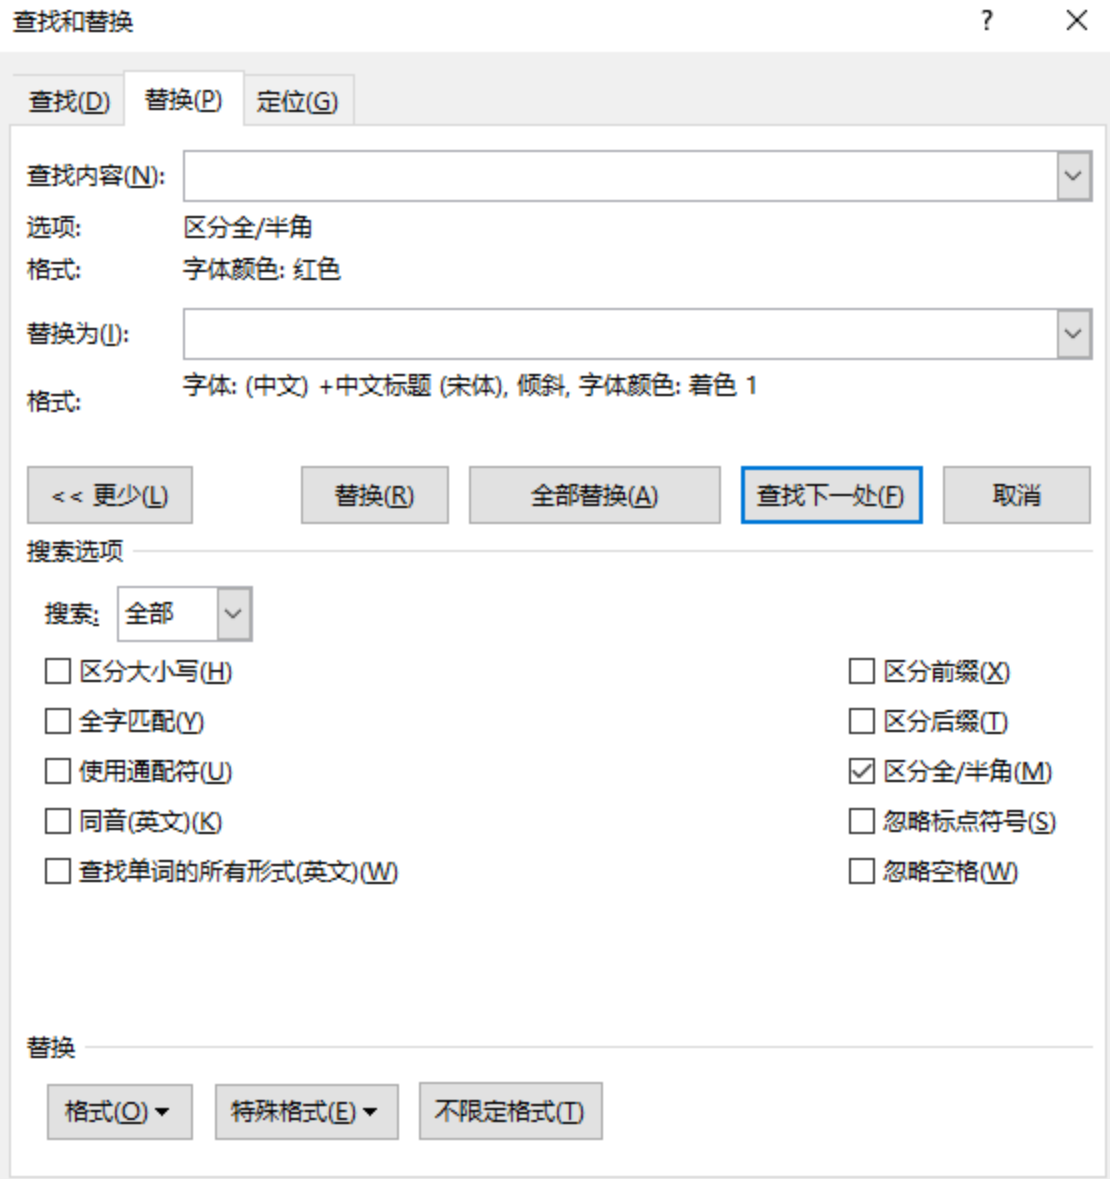 查找和替换 ?
查找(D) 替换(P) 定位(G)
查找内容(N):
选项: 区分全/半角
格式: 字体颜色: 红色
替换为(I):
格式: 字体: (中文) +中文标题 (宋体), 倾斜, 字体颜色: 着色 1
<< 更少(L) 替换(R) 全部替换(A) 查找下一处(F) 取消
搜索选项
搜索: 全部
区分大小写(H) 区分前缀(X)
全字匹配(Y) 区分后缀(T)
使用通配符(U) 区分全/半角(M)
同音(英文)(K) 忽略标点符号(S)
查找单词的所有形式(英文)(W) 忽略空格(W)
替换
格式(O) 特殊格式(E) 不限定格式(T)